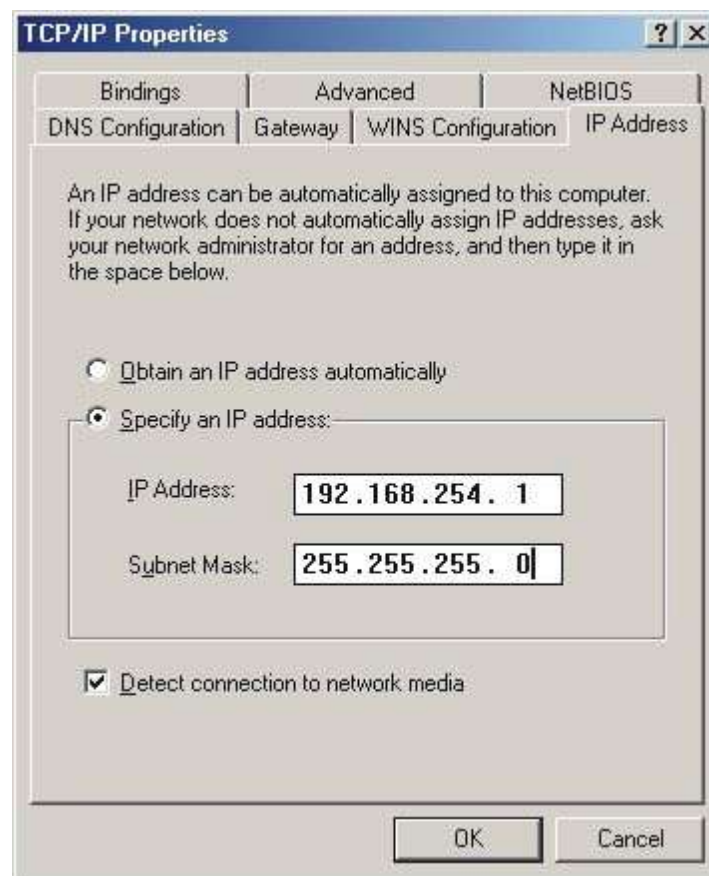 TCP/IP Properties
? ×
Bindings Advanced NetBIOS
DNS Configuration Gateway WINS Configuration IP Address
An IP address can be automatically assigned to this computer.
If your network does not automatically assign IP addresses, ask
your network administrator for an address, and then type it in
the space below.
Obtain an IP address automatically
Specify an IP address:
IP Address: 192.168.254. 1
Subnet Mask: 255.255.255. 0
Detect connection to network media
OK Cancel